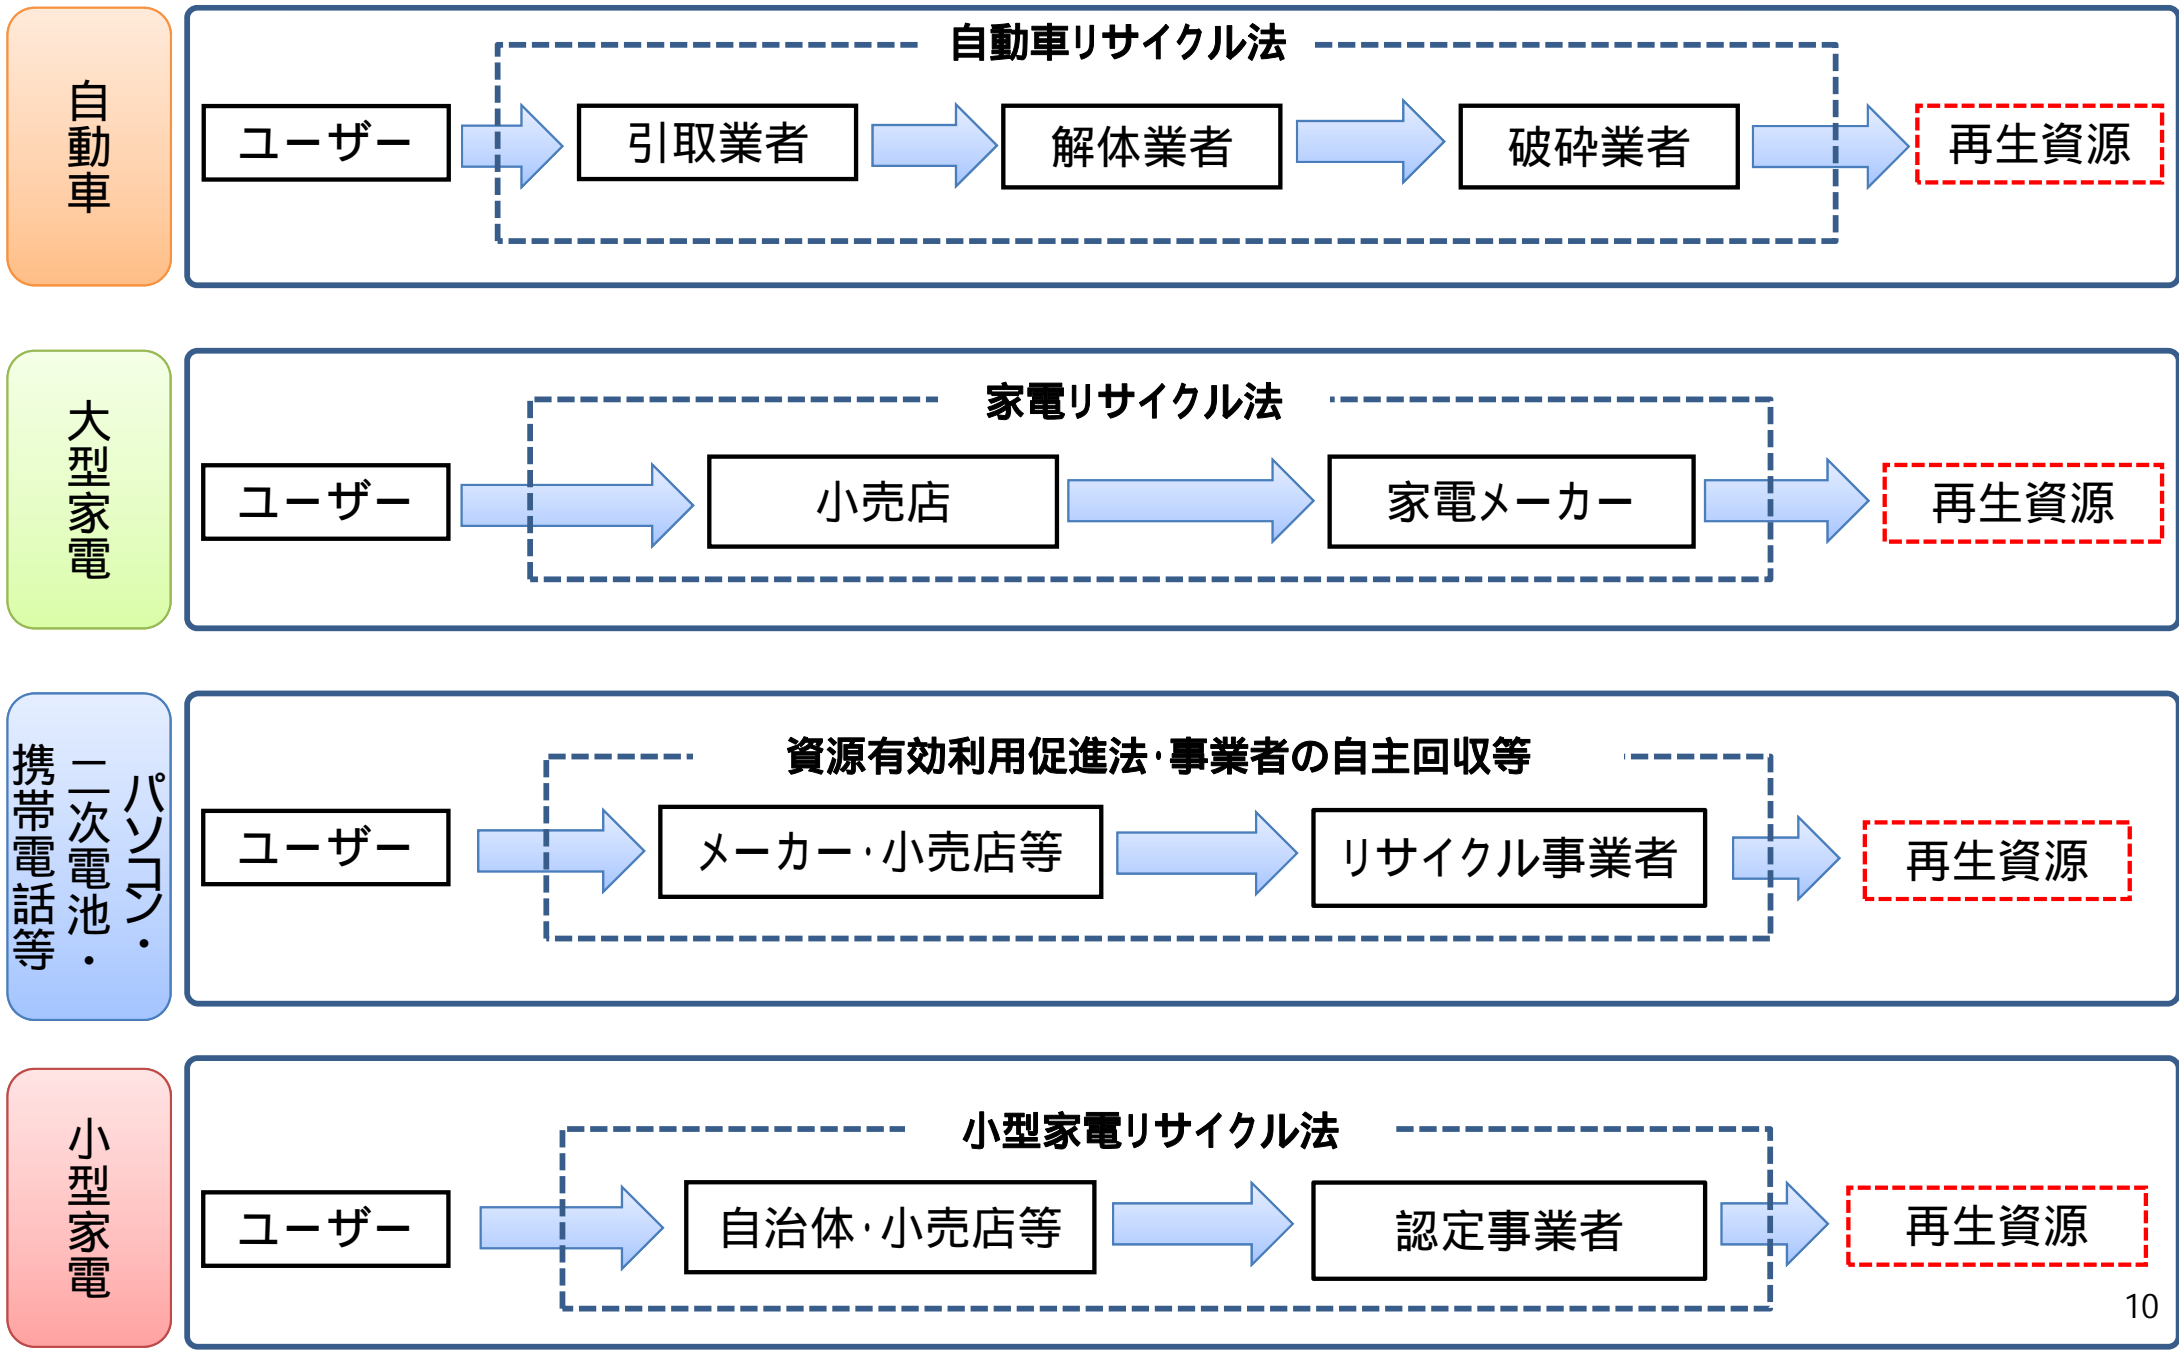 自動車
自動車リサイクル法
ユーザー
引取業者
解体業者
破砕業者
再生資源
大型家電
家電リサイクル法
ユーザー
小売店
家電メーカー
再生資源
パソコン・
二次電池・
携帯電話等
資源有効利用促進法・事業者の自主回収等
ユーザー
メーカー・小売店等
リサイクル事業者
再生資源
小型家電
小型家電リサイクル法
ユーザー
自治体・小売店等
認定事業者
再生資源
10